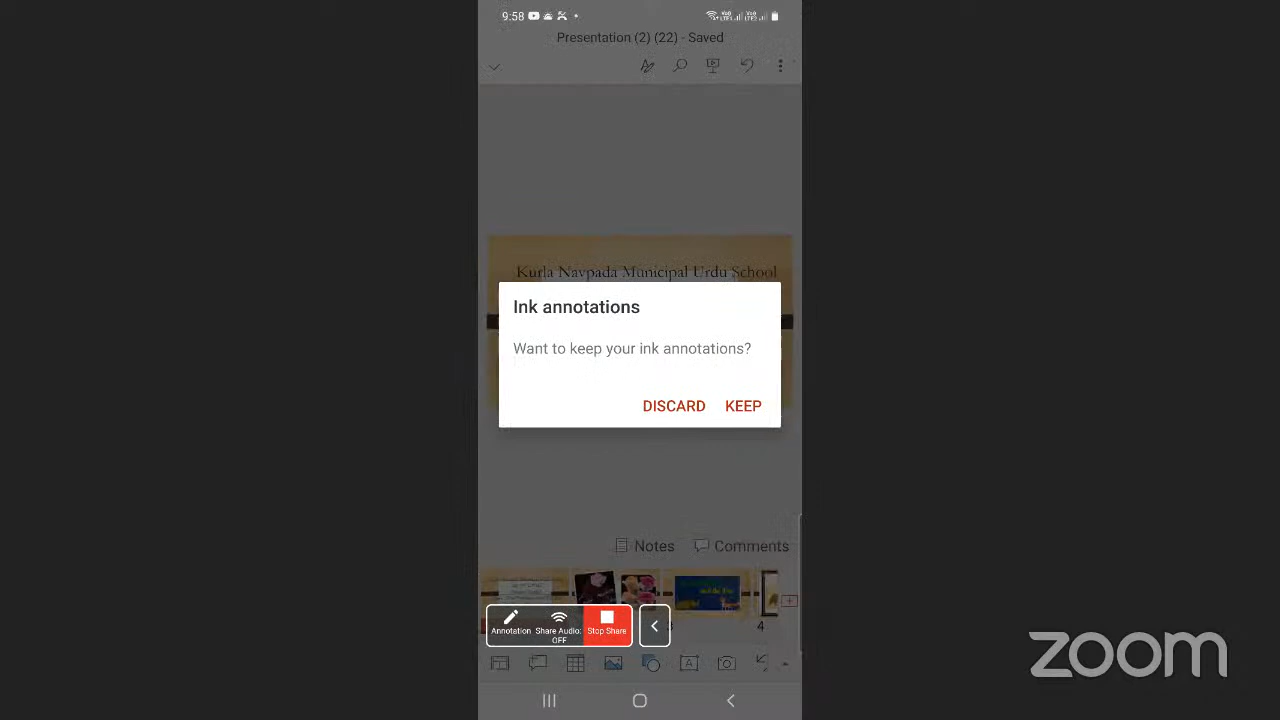 9.58
Presentation (2) (22) - Saved
Kurla Navpada Municipal Urdu School
Ink annotations
Want to keep your ink annotations?
DISCARD KEEP
Notes Comments
Annotation Share Audio: OFF Stop Share
3 4
zoom